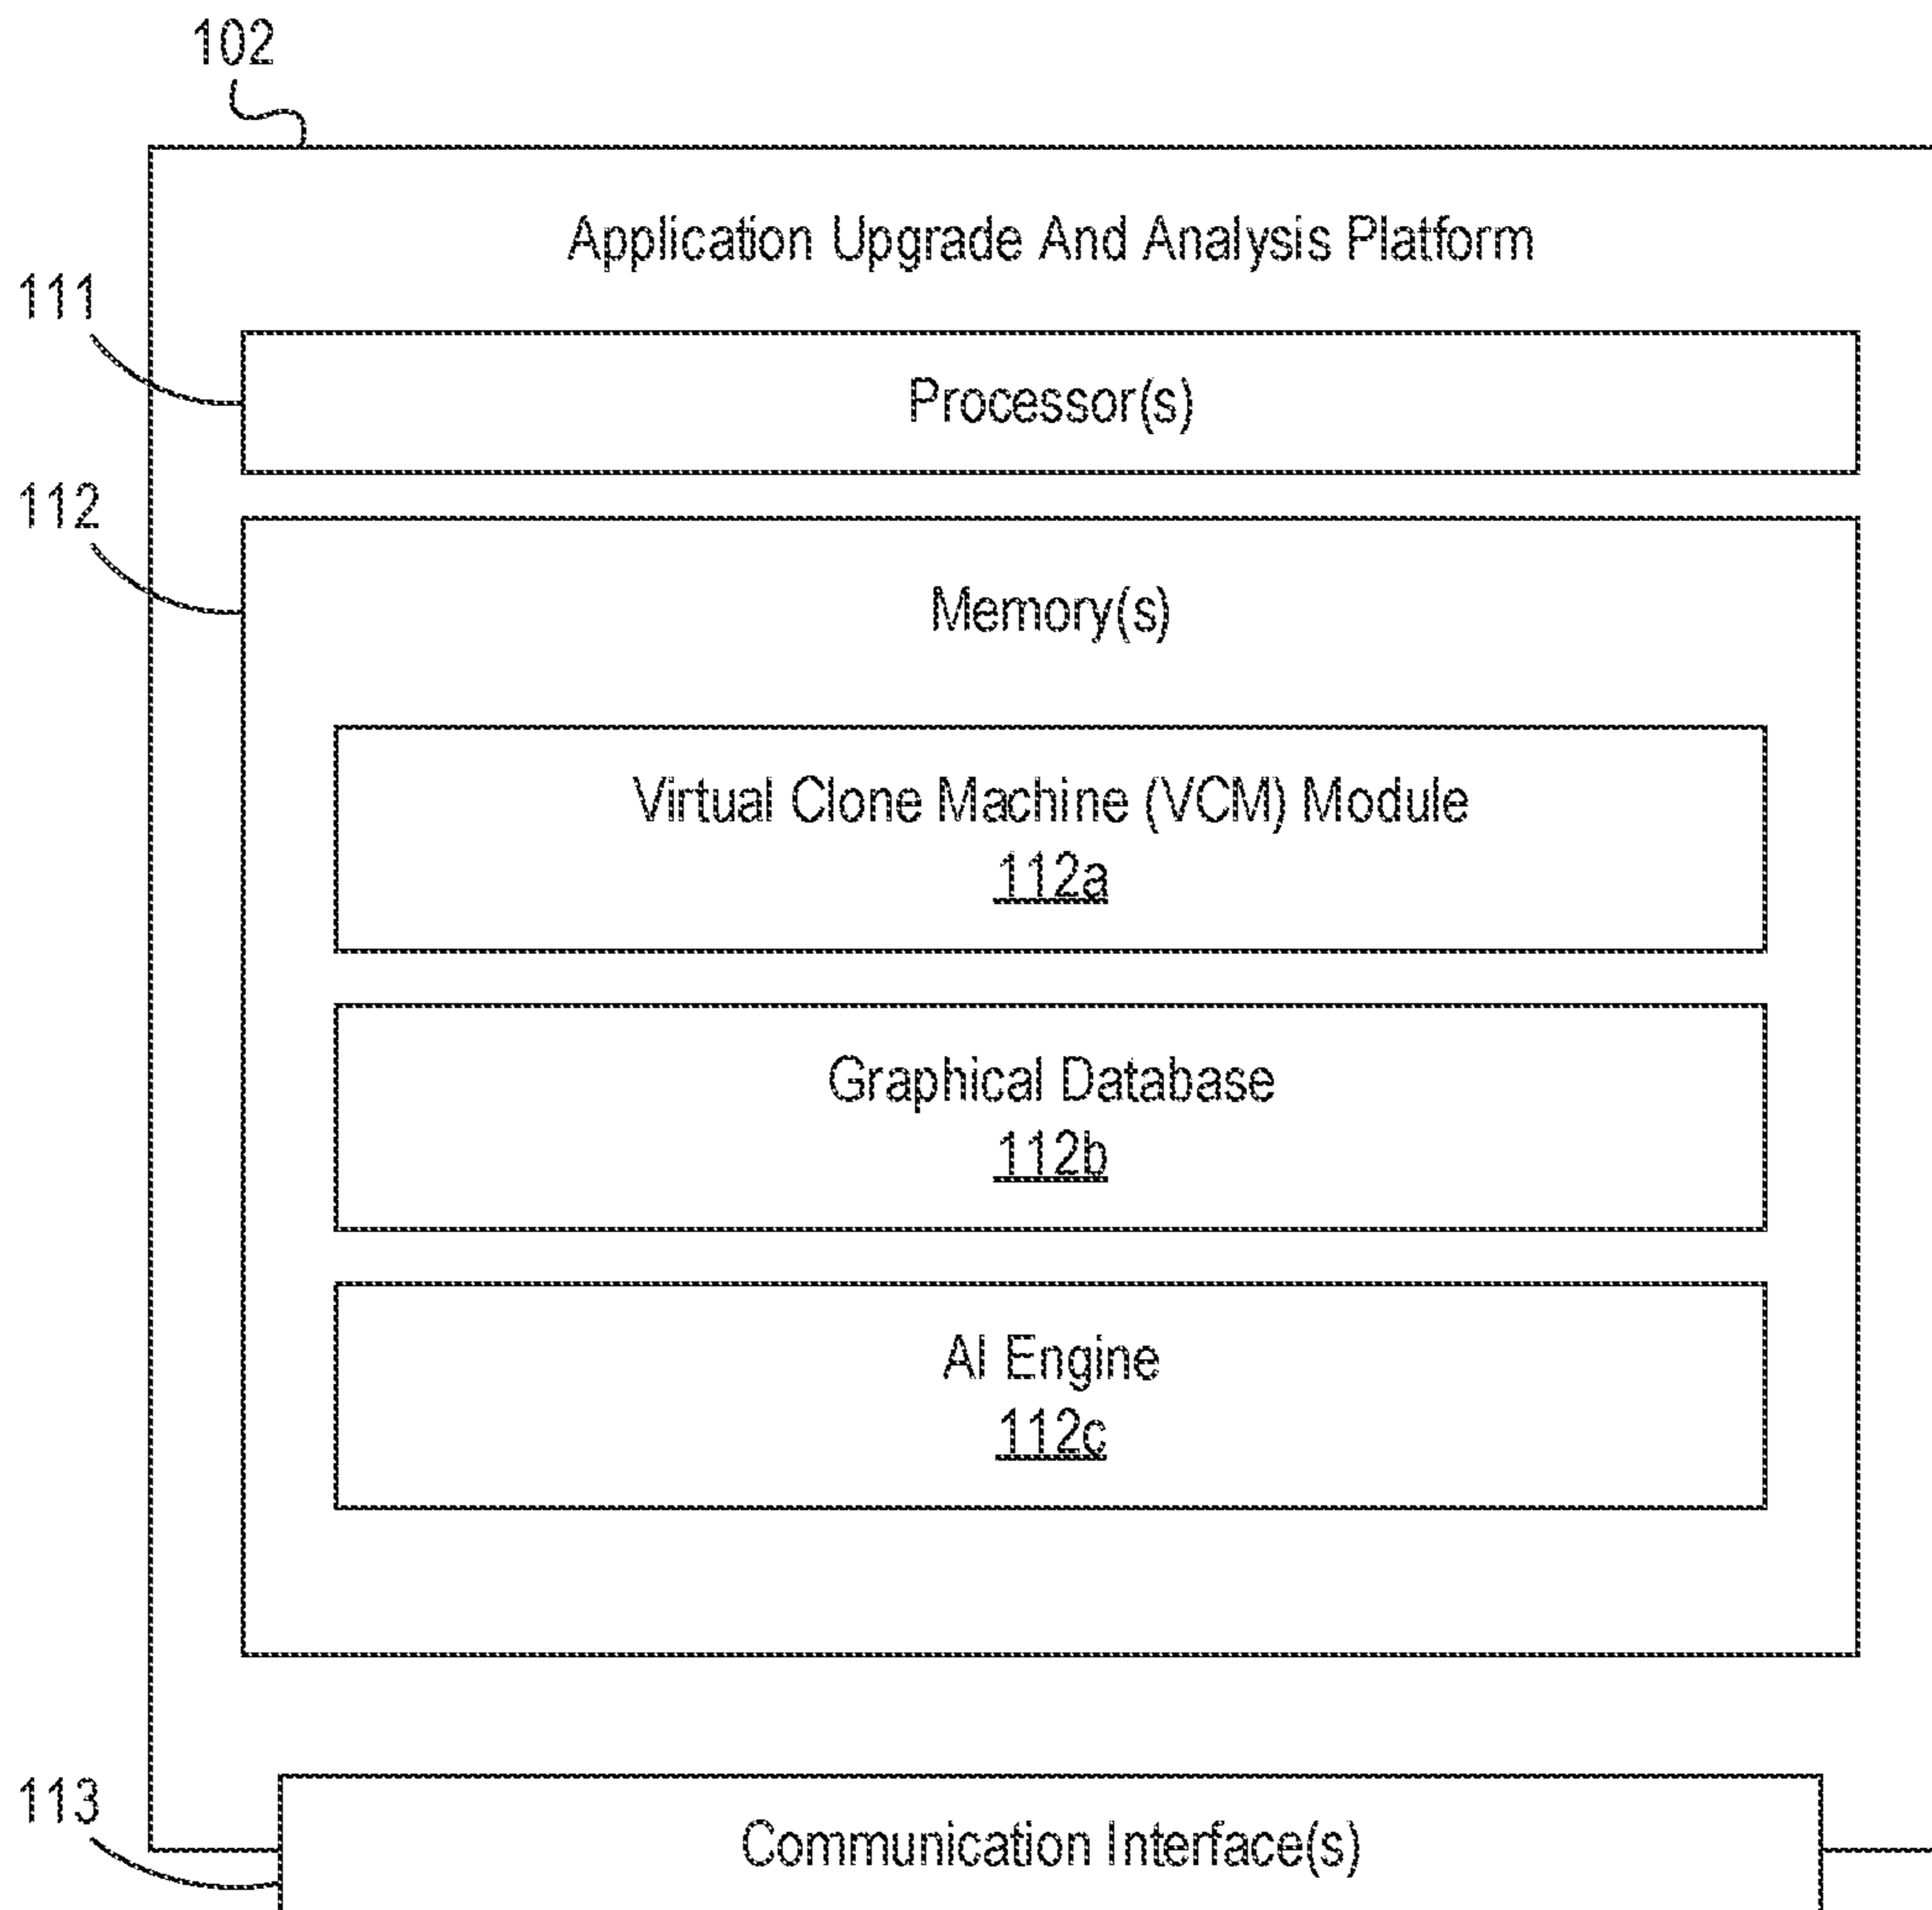 102
Application Upgrade And Analysis Platform
111
Processor(s)
112
Memory(s)
Virtual Clone Machine (VCM) Module
112a
Graphical Database
112b
AI Engine
112c
113
Communication Interface(s)